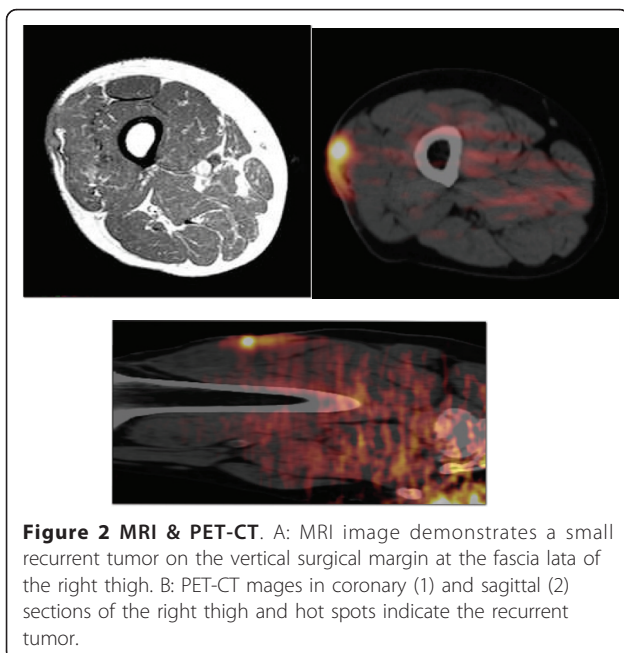 Figure 2 MRI & PET-CT. A: MRI image demonstrates a small
recurrent tumor on the vertical surgical margin at the fascia lata of
the right thigh. B: PET-CT mages in coronary (1) and sagittal (2)
sections of the right thigh and hot spots indicate the recurrent
tumor.